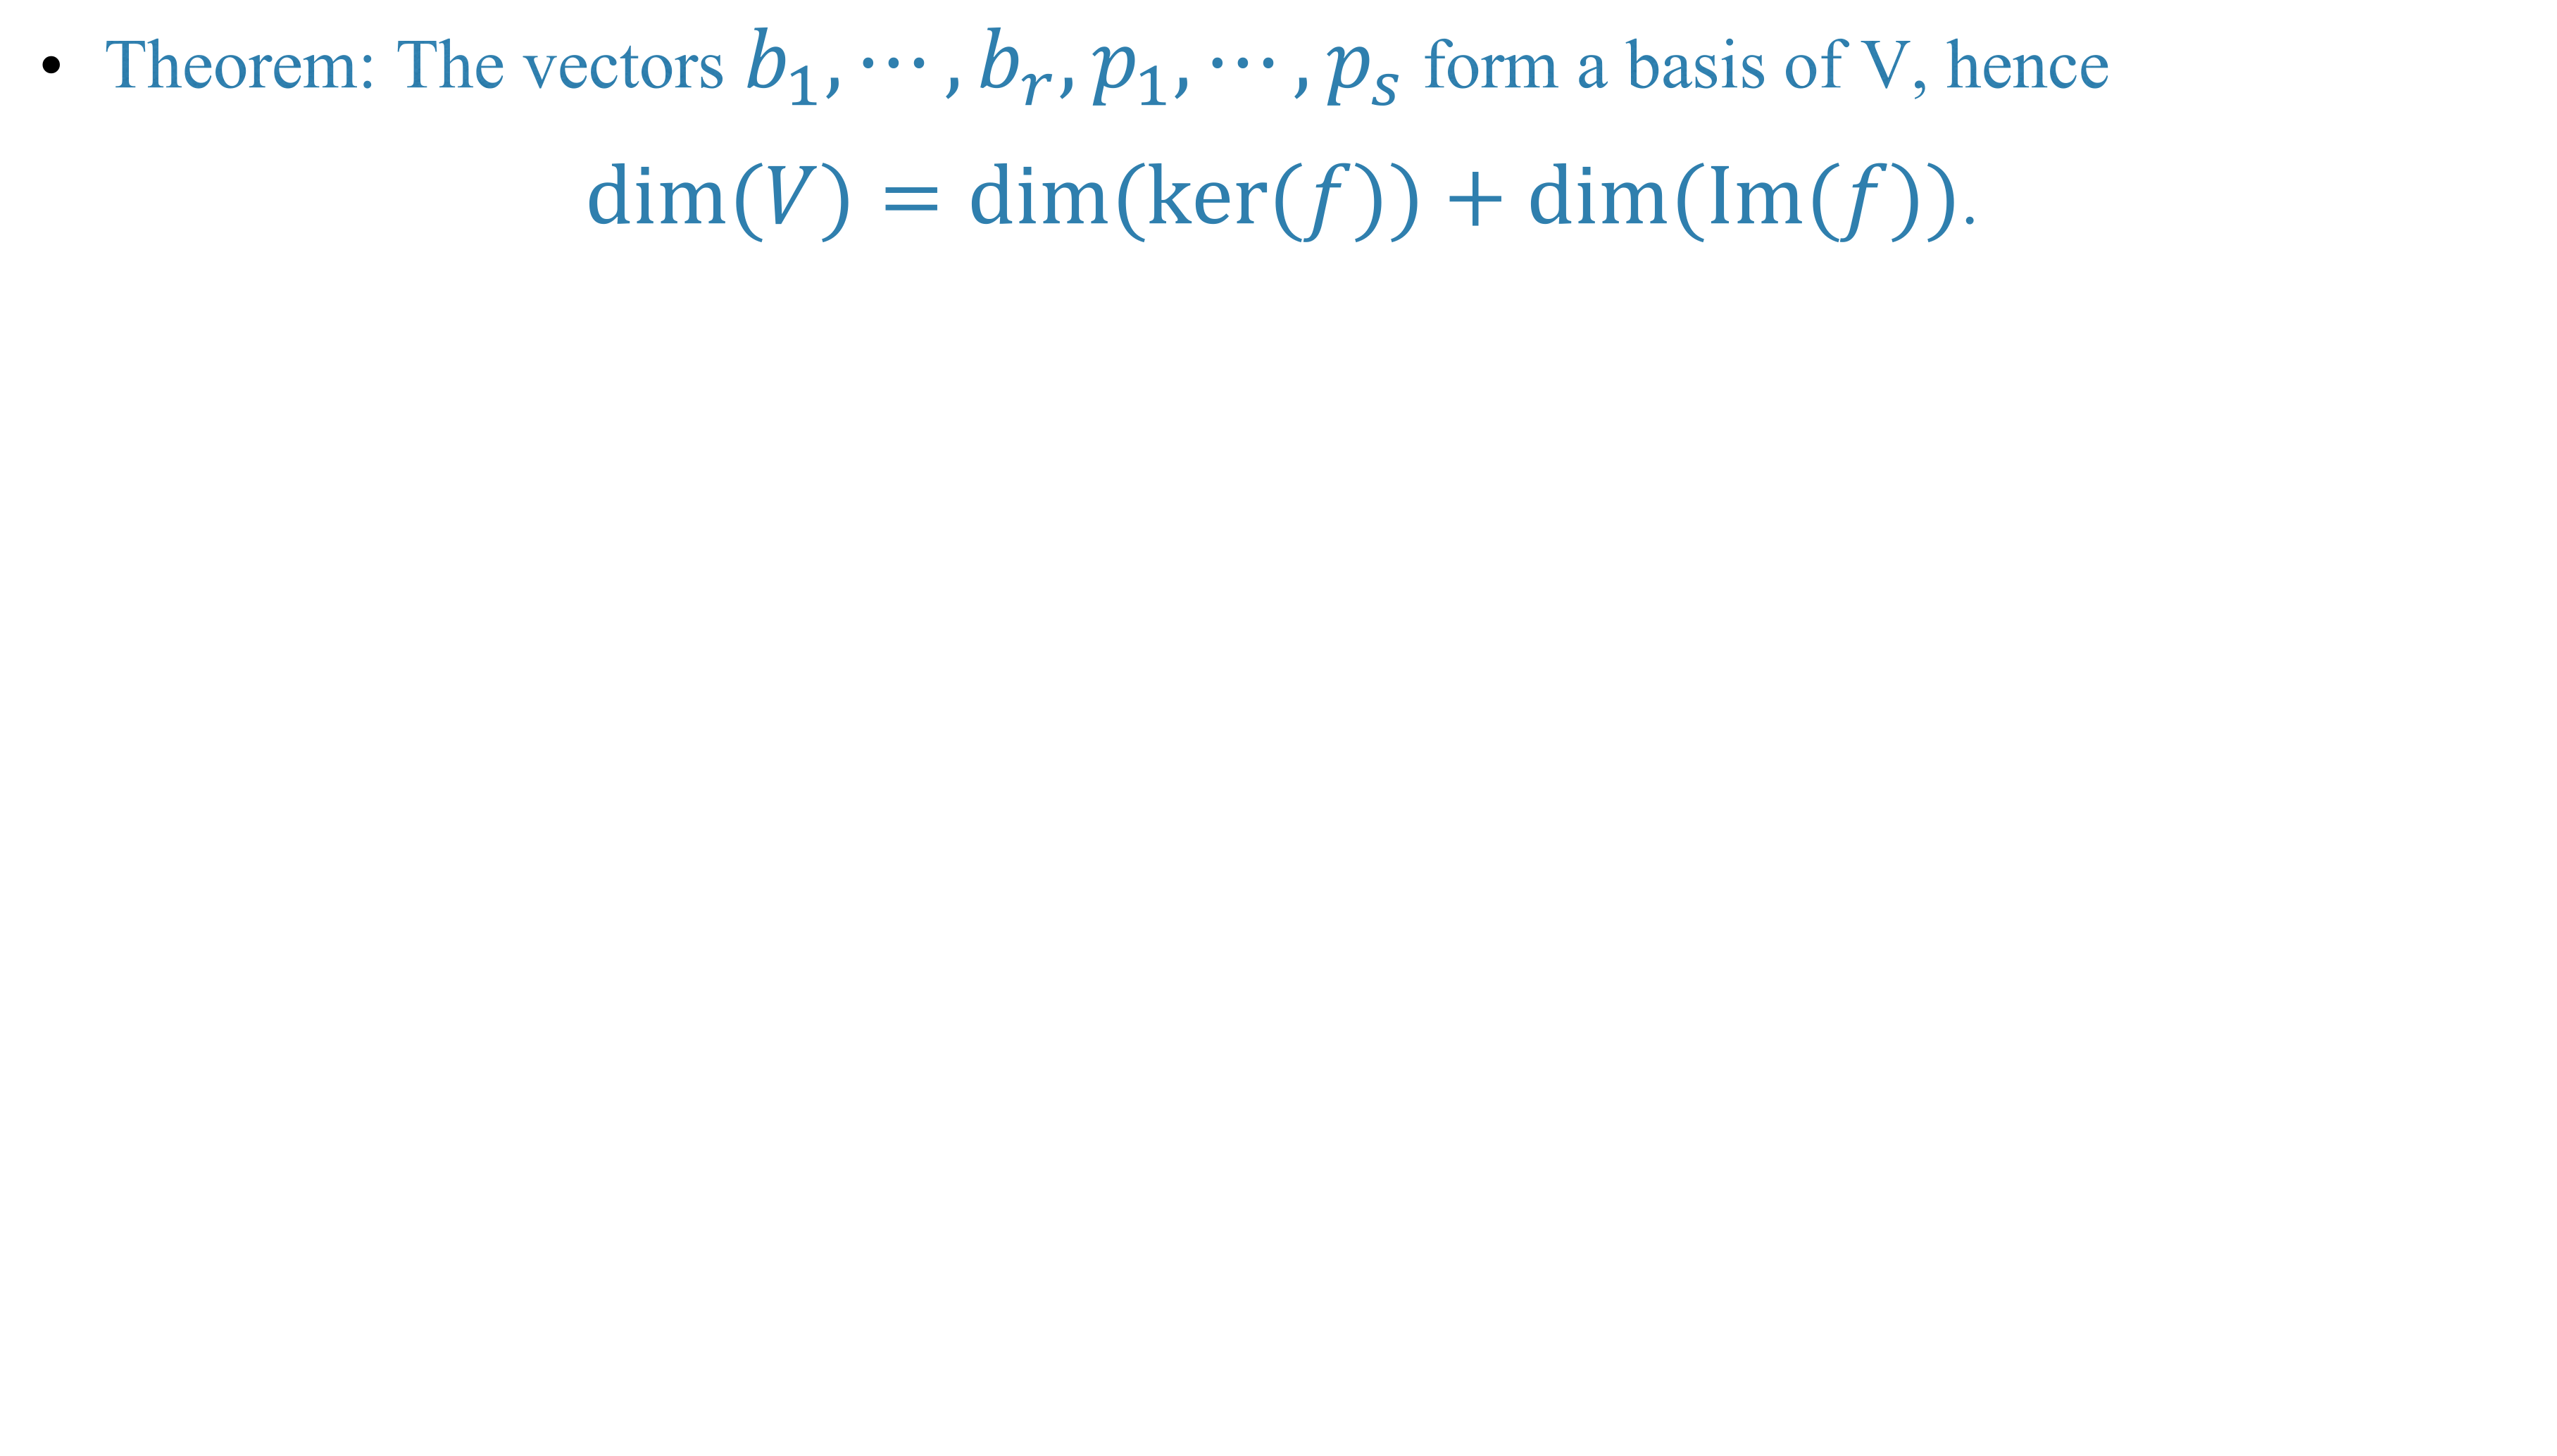 • Theorem: The vectors b₁, ⋯ , bᵣ, p₁, ⋯ , pₛ form a basis of V, hence
dim(V) = dim(ker(f)) + dim(Im(f)).